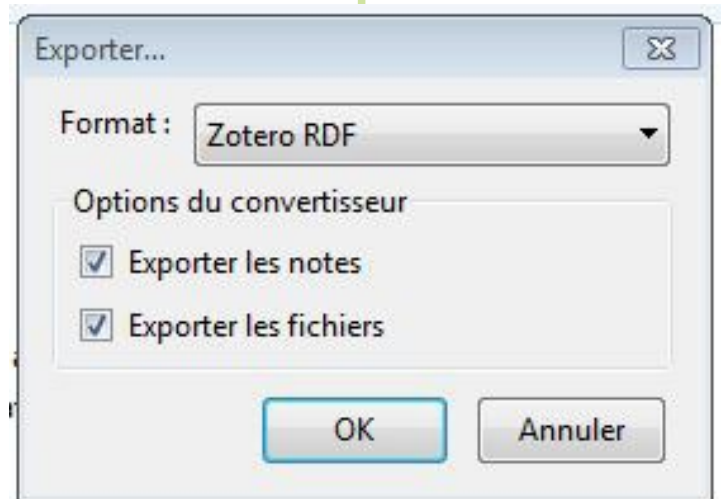 Exporter...
Format :
Zotero RDF
Options du convertisseur
Exporter les notes
Exporter les fichiers
OK
Annuler